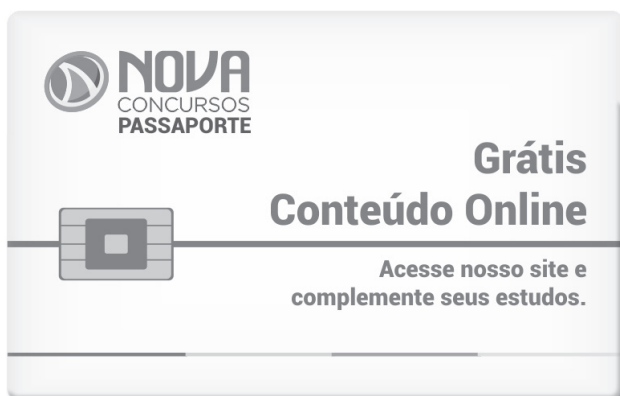 NOVA
CONCURSOS
PASSAPORTE
Grátis
Conteúdo Online
Acesse nosso site e
complemente seus estudos.